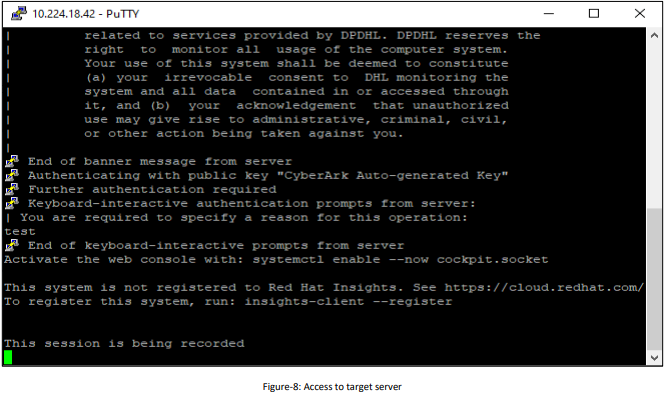 10.224.18.42 - PuTTY
| related to services provided by DPDHL. DPDHL reserves the
| right to monitor all usage of the computer system.
| Your use of this system shall be deemed to constitute
| (a) your irrevocable consent to DHL monitoring the
| system and all data contained in or accessed through
| it, and (b) your acknowledgement that unauthorized
| use may give rise to administrative, criminal, civil,
| or other action being taken against you.
|
End of banner message from server
Authenticating with public key "CyberArk Auto-generated Key"
Further authentication required
Keyboard-interactive authentication prompts from server:
| You are required to specify a reason for this operation:
test
End of keyboard-interactive prompts from server
Activate the web console with: systemctl enable --now cockpit.socket
This system is not registered to Red Hat Insights. See https://cloud.redhat.com/
To register this system, run: insights-client --register
This session is being recorded
Figure-8: Access to target server